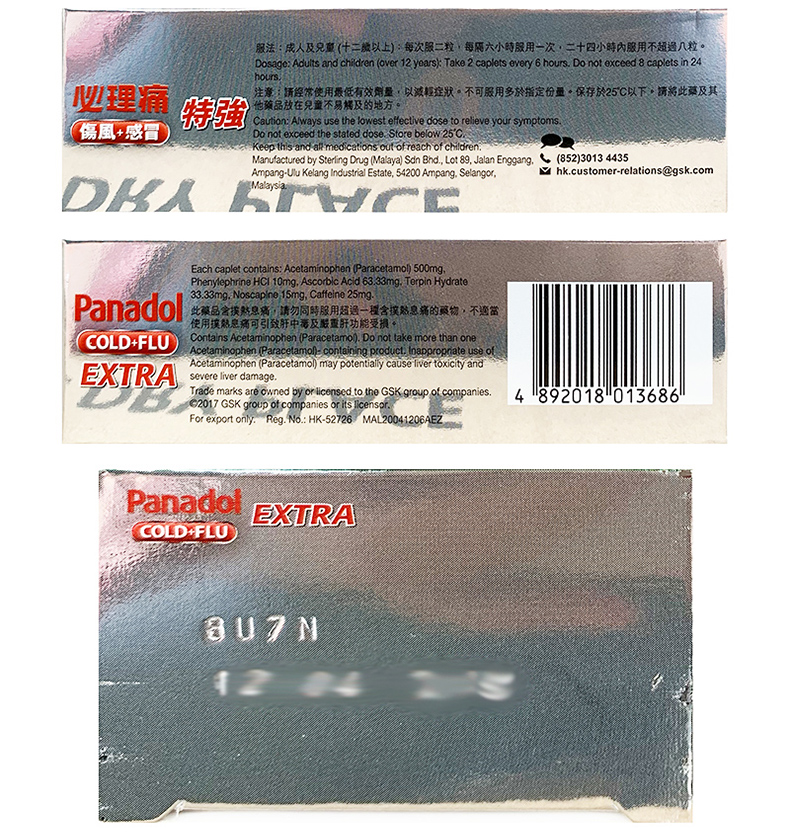 服法：成人及兒童 (十二歲以上)：每次服二粒，每隔六小時服用一次，二十四小時內服用不超過八粒。
Dosage: Adults and children (over 12 years): Take 2 caplets every 6 hours. Do not exceed 8 caplets in 24
hours.
必理痛
傷風+感冒
特強
注意：請經常使用最低有效劑量，以減輕症狀。不可服用多於指定份量。保存於25℃以下。請將此藥及其
他藥品放在兒童不易觸及的地方。
Caution: Always use the lowest effective dose to relieve your symptoms.
Do not exceed the stated dose. Store below 25℃.
Keep this and all medications out of reach of children.
Manufactured by Sterling Drug (Malaya) Sdn Bhd., Lot 89, Jalan Enggang,
Ampang-Ulu Kelang Industrial Estate, 54200 Ampang, Selangor,
Malaysia.
(852)3013 4435
hk.customer-relations@gsk.com
DRY PLACE
Panadol
COLD+FLU
EXTRA
Each caplet contains: Acetaminophen (Paracetamol) 500mg,
Phenylephrine HCl 10mg, Ascorbic Acid 63.33mg, Terpin Hydrate
33.33mg, Noscapine 15mg, Caffeine 25mg.
此藥品含撲熱息痛，請勿同時服用超過一種含撲熱息痛的藥物，不適當
使用撲熱息痛可引致肝中毒及嚴重肝功能受損。
Contains Acetaminophen (Paracetamol). Do not take more than one
Acetaminophen (Paracetamol)- containing product. Inappropriate use of
Acetaminophen (Paracetamol) may potentially cause liver toxicity and
severe liver damage.
Trade marks are owned by or licensed to the GSK group of companies.
©2017 GSK group of companies or its licensor.
For export only. Reg. No.: HK-52726 MAL20041206AEZ
DRY PLACE
4 892018 013686
Panadol
COLD+FLU
EXTRA
8U7N